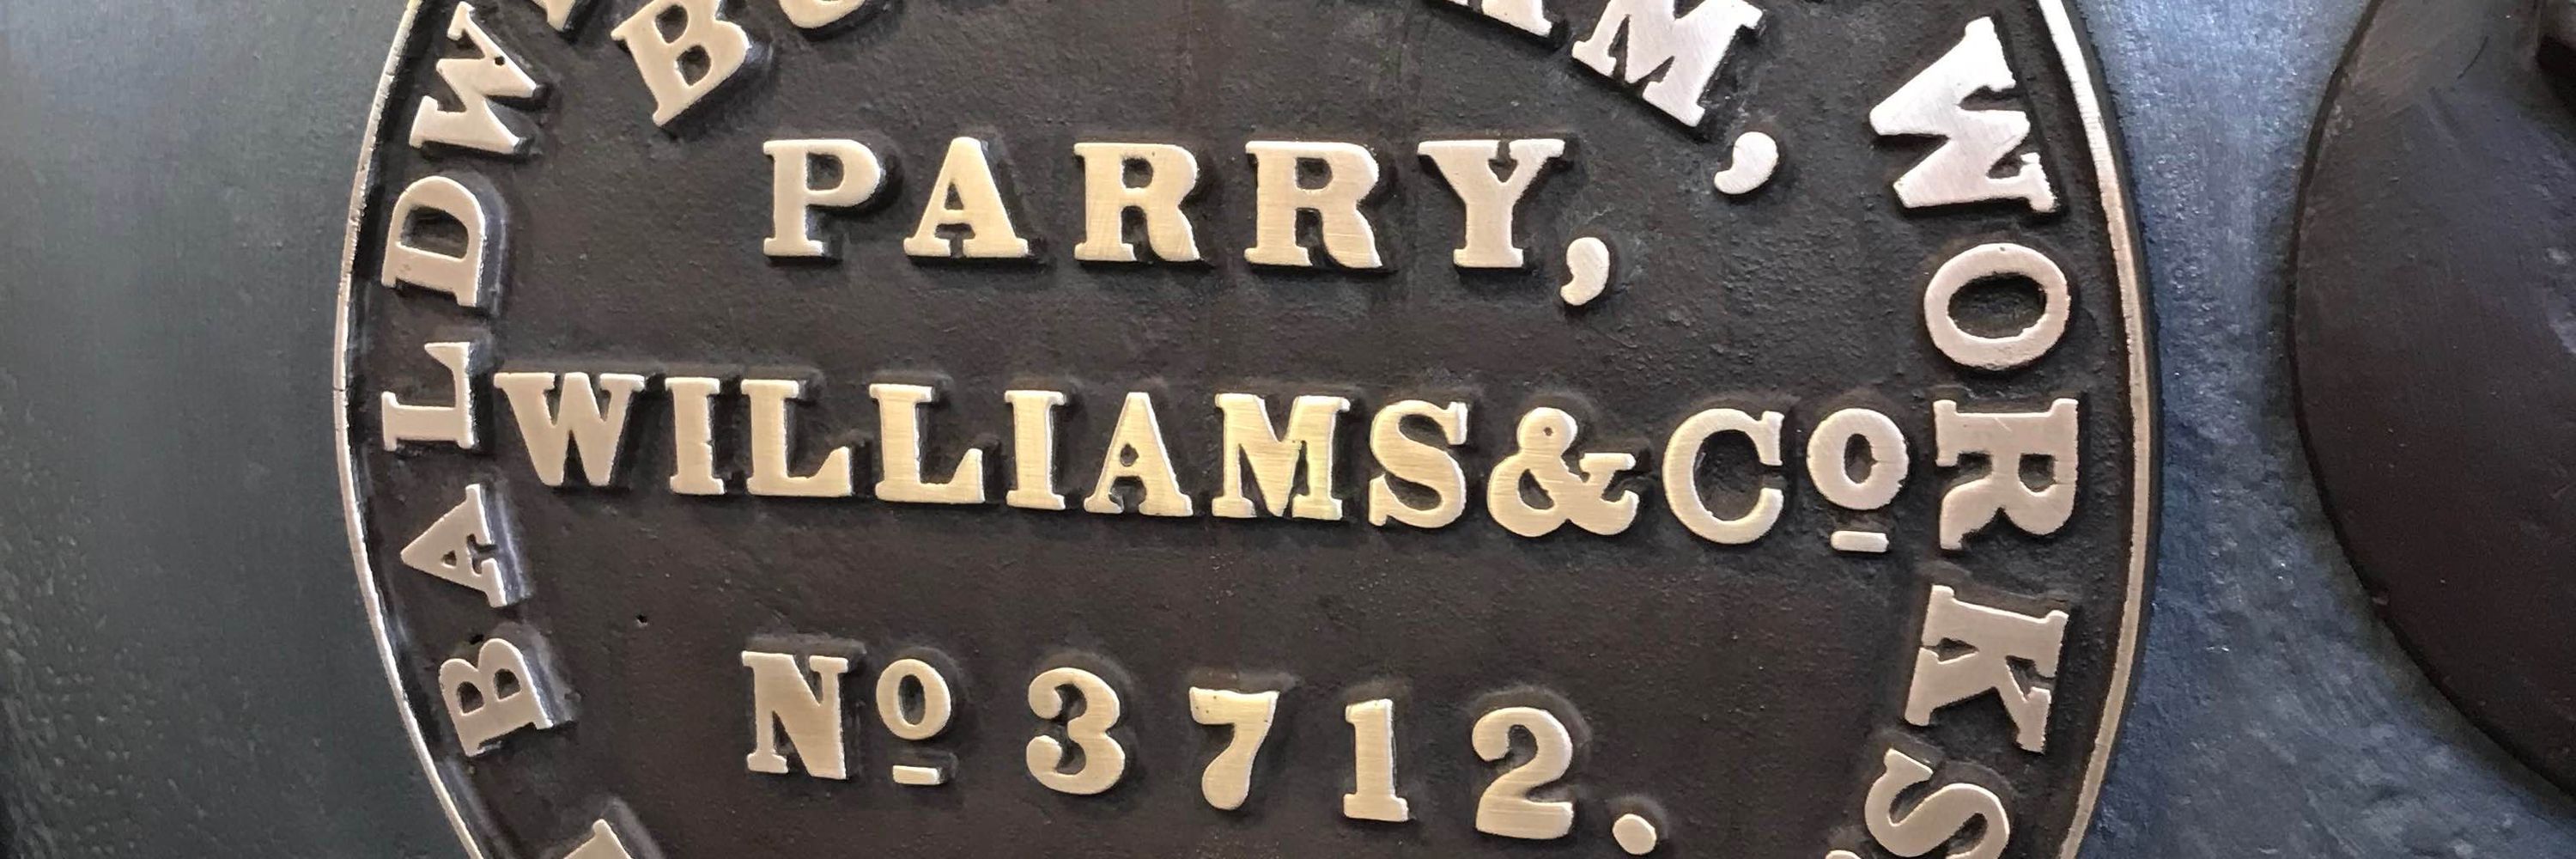 PARRY,
WILLIAMS & Cº
Nº 3712.
WORKS